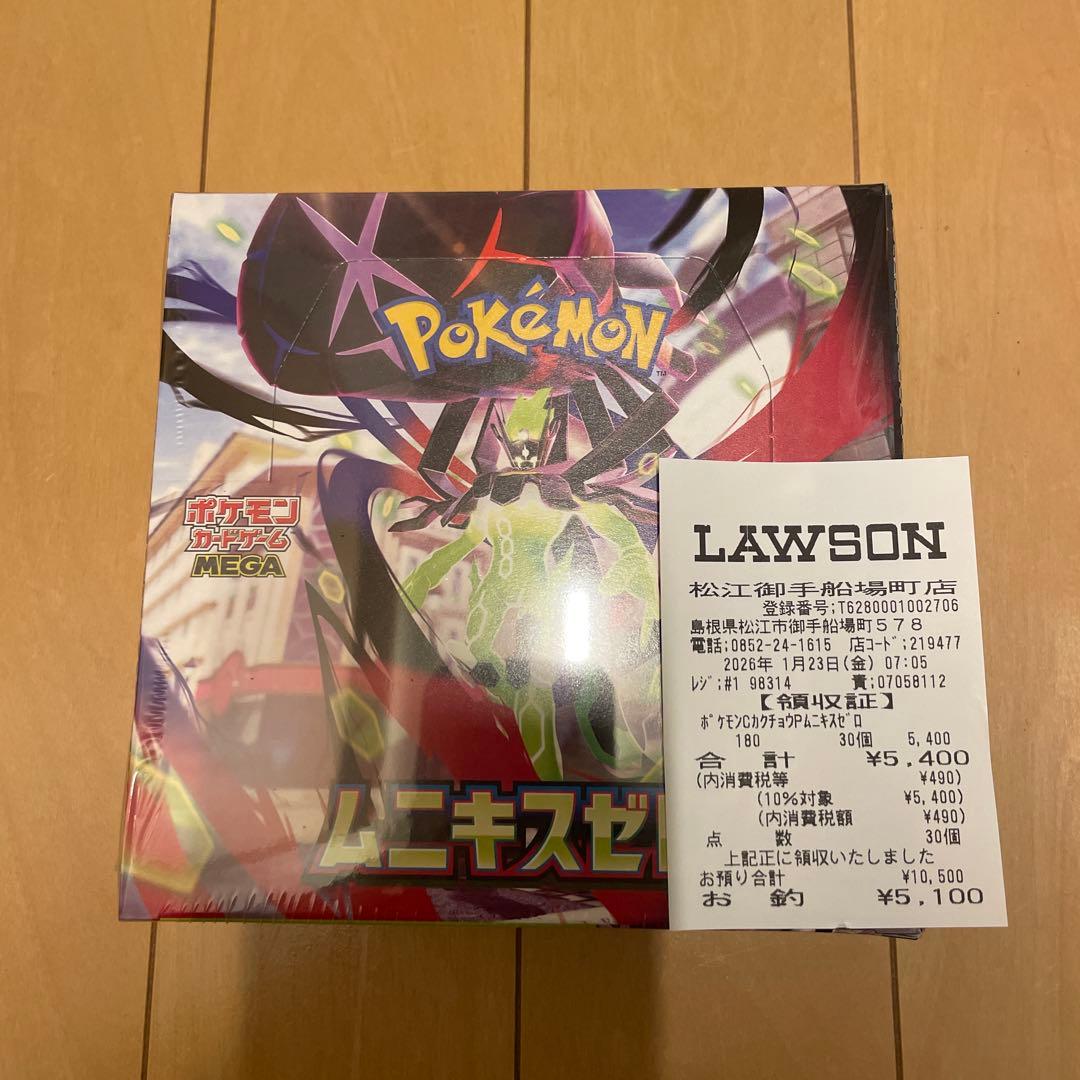 POKéMON
TM
ポケモン
カードゲーム
MEGA
ムニキスゼロ
LAWSON
松江御手船場町店
登録番号;T6280001002706
島根県松江市御手船場町578
電話;0852-24-1615 店コード;219477
2026年 1月23日(金) 07:05
レジ;#1 98314 責;07058112
【領収証】
ポケモンCカクチョウPムニキスゼロ
180 30個 5,400
合 計 ¥5,400
(内消費税等 ¥490)
(10%対象 ¥5,400)
(内消費税額 ¥490)
点 数 30個
上記正に領収いたしました
お預り合計 ¥10,500
お 釣 ¥5,100